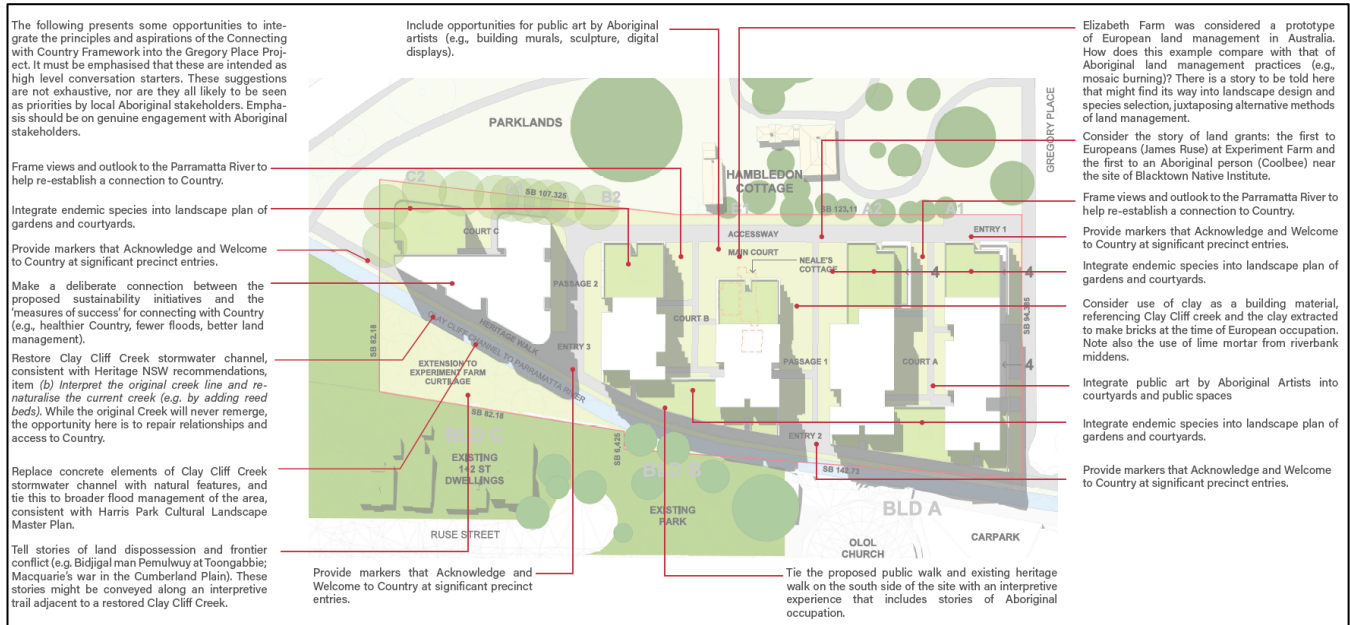 The following presents some opportunities to inte-
grate the principles and aspirations of the Connecting
with Country Framework into the Gregory Place Proj-
ect. It must be emphasised that these are intended as
high level conversation starters. These suggestions
are not exhaustive, nor are they all likely to be seen
as priorities by local Aboriginal stakeholders. Empha-
sis should be on genuine engagement with Aboriginal
stakeholders.
Frame views and outlook to the Parramatta River to
help re-establish a connection to Country.
Integrate endemic species into landscape plan of
gardens and courtyards.
Provide markers that Acknowledge and Welcome
to Country at significant precinct entries.
Make a deliberate connection between the
proposed sustainability initiatives and the
'measures of success' for connecting with Country
(e.g., healthier Country, fewer floods, better land
management).
Restore Clay Cliff Creek stormwater channel,
consistent with Heritage NSW recommendations,
item (b) Interpret the original creek line and re-
naturalise the current creek (e.g. by adding reed
beds). While the original Creek will never remerge,
the opportunity here is to repair relationships and
access to Country.
Replace concrete elements of Clay Cliff Creek
stormwater channel with natural features, and
tie this to broader flood management of the area,
consistent with Harris Park Cultural Landscape
Master Plan.
Tell stories of land dispossession and frontier
conflict (e.g. Bidjigal man Pemulwuy at Toongabbie;
Macquarie's war in the Cumberland Plain). These
stories might be conveyed along an interpretive
trail adjacent to a restored Clay Cliff Creek.
Include opportunities for public art by Aboriginal
artists (e.g., building murals, sculpture, digital
displays).
PARKLANDS
GREGORY PLACE
HAMBLEDON
COTTAGE
C2
B2
B1
A2
A1
SB 107.325
SB 123.11
ACCESSWAY
ENTRY 1
COURT C
MAIN COURT
NEALE'S
COTTAGE
4
4
4
PASSAGE 2
SB 94.385
COURT B
HERITAGE WALK
CLAY CLIFF CHANNEL TO PARRAMATTA RIVER
SB 62.18
ENTRY 3
PASSAGE 1
COURT A
4
EXTENSION TO
EXPERIMENT FARM
CURTILAGE
SB 82.18
SB 6.425
ENTRY 2
SB 142.73
BLD C
BLD B
BLD A
EXISTING
1+2 ST
DWELLINGS
EXISTING
PARK
RUSE STREET
OLOL
CHURCH
CARPARK
Provide markers that Acknowledge and
Welcome to Country at significant precinct
entries.
Tie the proposed public walk and existing heritage
walk on the south side of the site with an interpretive
experience that includes stories of Aboriginal
occupation.
Elizabeth Farm was considered a prototype
of European land management in Australia.
How does this example compare with that of
Aboriginal land management practices (e.g.,
mosaic burning)? There is a story to be told here
that might find its way into landscape design and
species selection, juxtaposing alternative methods
of land management.
Consider the story of land grants: the first to
Europeans (James Ruse) at Experiment Farm and
the first to an Aboriginal person (Coolbee) near
the site of Blacktown Native Institute.
Frame views and outlook to the Parramatta River to
help re-establish a connection to Country.
Provide markers that Acknowledge and Welcome
to Country at significant precinct entries.
Integrate endemic species into landscape plan of
gardens and courtyards.
Consider use of clay as a building material,
referencing Clay Cliff creek and the clay extracted
to make bricks at the time of European occupation.
Note also the use of lime mortar from riverbank
middens.
Integrate public art by Aboriginal Artists into
courtyards and public spaces
Integrate endemic species into landscape plan of
gardens and courtyards.
Provide markers that Acknowledge and Welcome
to Country at significant precinct entries.